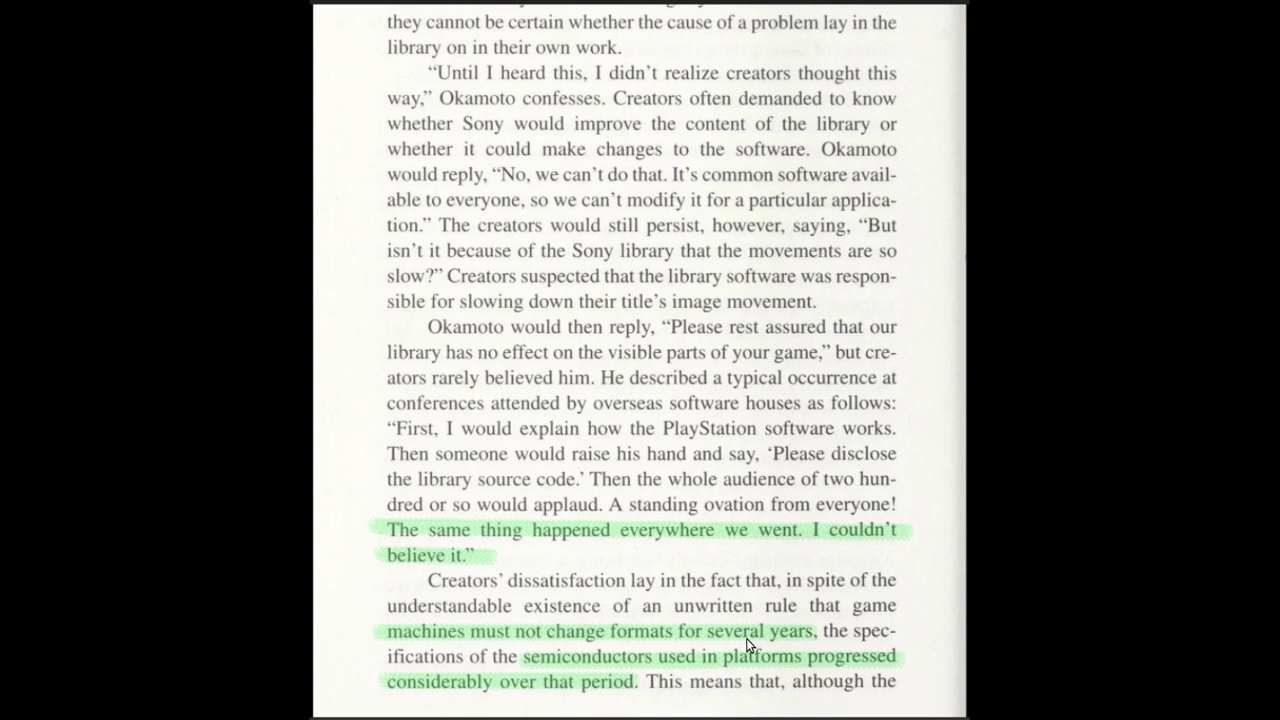 they cannot be certain whether the cause of a problem lay in the
library on in their own work.
“Until I heard this, I didn’t realize creators thought this
way,” Okamoto confesses. Creators often demanded to know
whether Sony would improve the content of the library or
whether it could make changes to the software. Okamoto
would reply, “No, we can’t do that. It’s common software avail-
able to everyone, so we can’t modify it for a particular applica-
tion.” The creators would still persist, however, saying, “But
isn’t it because of the Sony library that the movements are so
slow?” Creators suspected that the library software was respon-
sible for slowing down their title’s image movement.
Okamoto would then reply, “Please rest assured that our
library has no effect on the visible parts of your game,” but cre-
ators rarely believed him. He described a typical occurrence at
conferences attended by overseas software houses as follows:
“First, I would explain how the PlayStation software works.
Then someone would raise his hand and say, ‘Please disclose
the library source code.’ Then the whole audience of two hun-
dred or so would applaud. A standing ovation from everyone!
The same thing happened everywhere we went. I couldn’t
believe it.”
Creators’ dissatisfaction lay in the fact that, in spite of the
understandable existence of an unwritten rule that game
machines must not change formats for several years, the spec-
ifications of the semiconductors used in platforms progressed
considerably over that period. This means that, although the